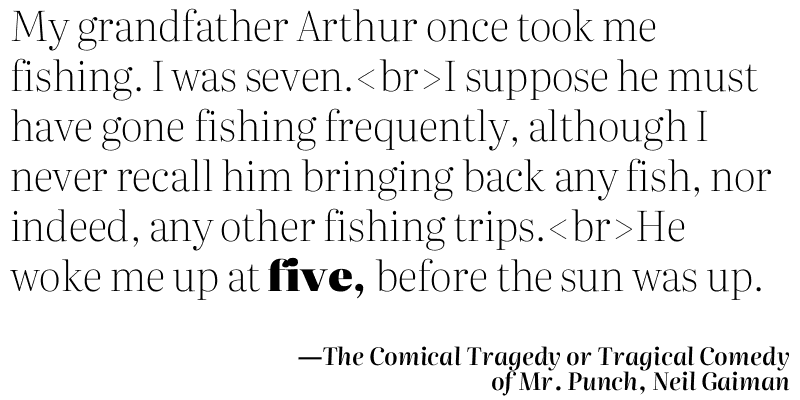 My grandfather Arthur once took me
fishing. I was seven.<br>I suppose he must
have gone fishing frequently, although I
never recall him bringing back any fish, nor
indeed, any other fishing trips.<br>He
woke me up at five, before the sun was up.
—The Comical Tragedy or Tragical Comedy
of Mr. Punch, Neil Gaiman